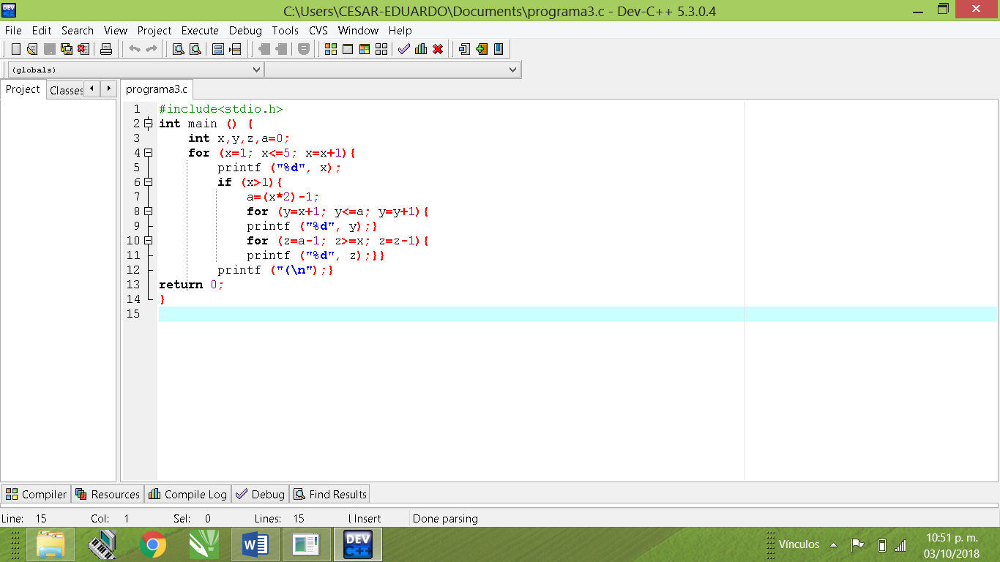 C:\Users\CESAR-EDUARDO\Documents\programa3.c - Dev-C++ 5.3.0.4
File Edit Search View Project Execute Debug Tools CVS Window Help
(globals)
Project Classes programa3.c
1 #include<stdio.h>
2 int main () {
3 int x,y,z,a=0;
4 for (x=1; x<=5; x=x+1){
5 printf ("%d", x);
6 if (x>1){
7 a=(x*2)-1;
8 for (y=x+1; y<=a; y=y+1){
9 printf ("%d", y);}
10 for (z=a-1; z>=x; z=z-1){
11 printf ("%d", z);}}
12 printf ("(\n");}
13 return 0;
14 }
15
Compiler Resources Compile Log Debug Find Results
Line: 15 Col: 1 Sel: 0 Lines: 15 Insert Done parsing
DEV C++
Vínculos
10:51 p. m.
03/10/2018